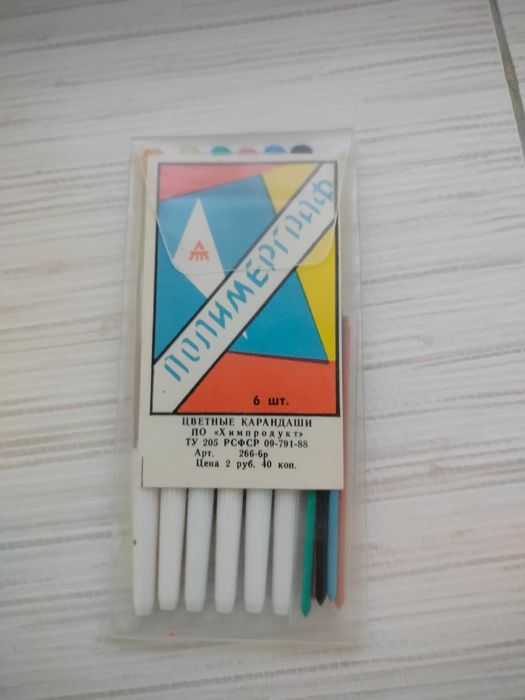 ПОЛИМЕРГРАФ
6 шт.
ЦВЕТНЫЕ КАРАНДАШИ
ПО «Химпродукт»
ТУ 205 РСФСР 09-791-88
Арт. 266-6р
Цена 2 руб. 40 коп.